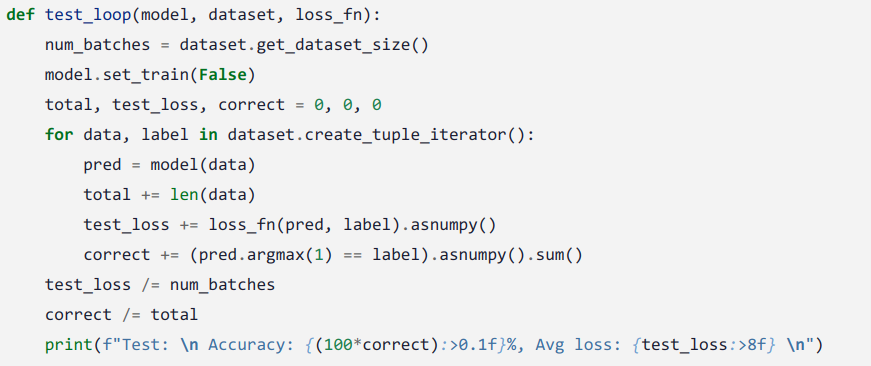 def test_loop(model, dataset, loss_fn):
    num_batches = dataset.get_dataset_size()
    model.set_train(False)
    total, test_loss, correct = 0, 0, 0
    for data, label in dataset.create_tuple_iterator():
        pred = model(data)
        total += len(data)
        test_loss += loss_fn(pred, label).asnumpy()
        correct += (pred.argmax(1) == label).asnumpy().sum()
    test_loss /= num_batches
    correct /= total
    print(f"Test: \n Accuracy: {(100*correct):>0.1f}%, Avg loss: {test_loss:>8f} \n")